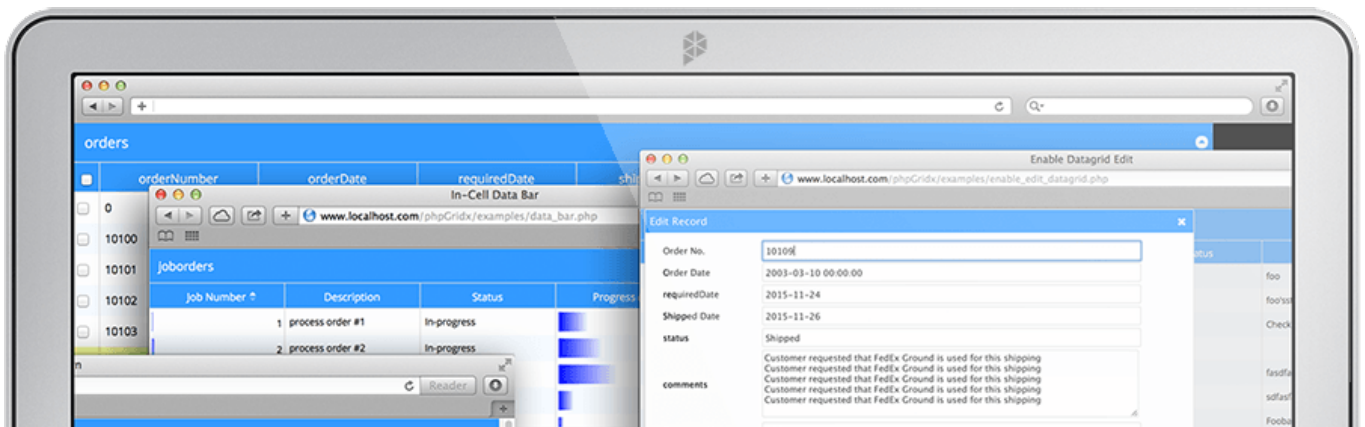 orders
orderNumber orderDate requiredDate
0
10100
10101
10102
10103
In-Cell Data Bar
www.localhost.com/phpGridx/examples/data_bar.php
joborders
Job Number Description Status Progress
1 process order #1 In-progress
2 process order #2 In-progress
Reader
Enable Datagrid Edit
www.localhost.com/phpGridx/examples/enable_edit_datagrid.php
Edit Record
Order No. 10109
Order Date 2003-03-10 00:00:00
requiredDate 2015-11-24
Shipped Date 2015-11-26
status Shipped
comments
Customer requested that FedEx Ground is used for this shipping
Customer requested that FedEx Ground is used for this shipping
Customer requested that FedEx Ground is used for this shipping
Customer requested that FedEx Ground is used for this shipping
Customer requested that FedEx Ground is used for this shipping
foo
foo'sst
Check
fasdfa
sdfasf
Fooba